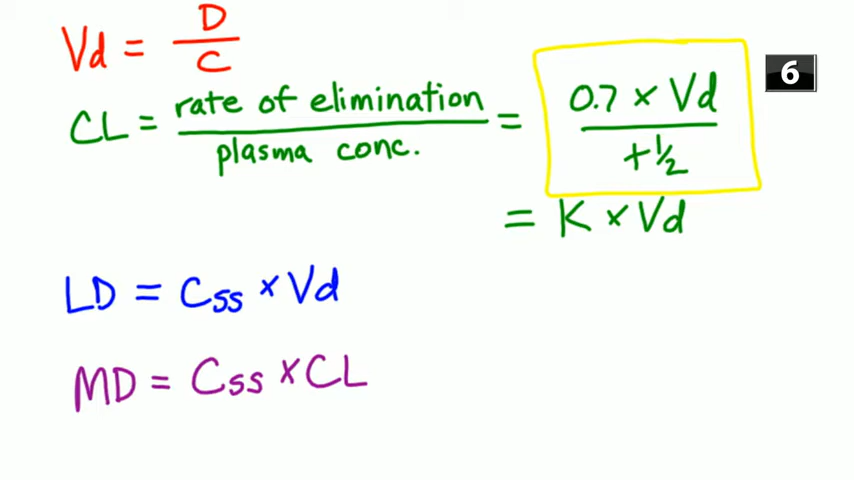 Vd = D / C
6
CL = rate of elimination / plasma conc. = 0.7 × Vd / t½
= K × Vd
LD = Css × Vd
MD = Css × CL